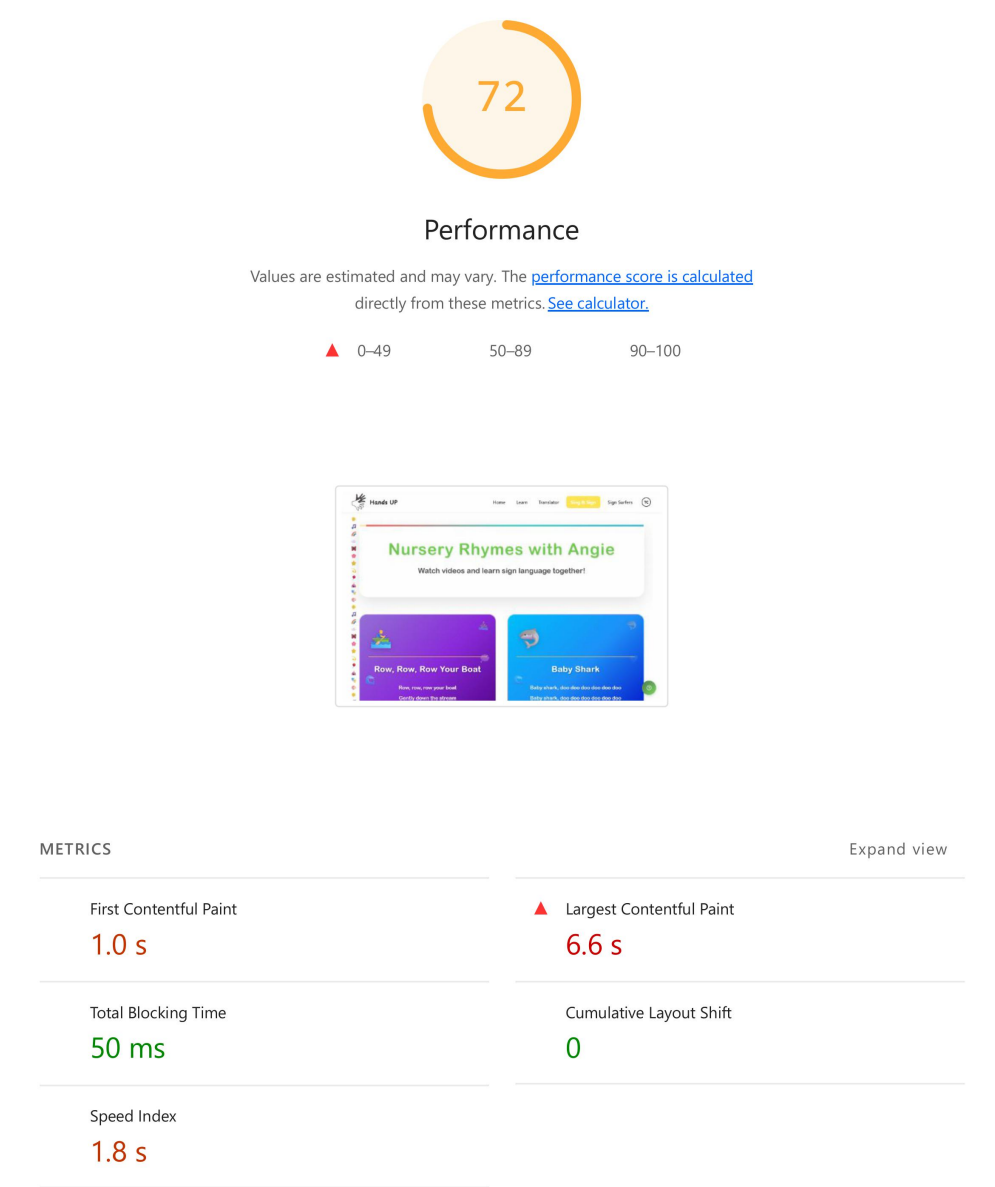 72
Performance
Values are estimated and may vary. The performance score is calculated
directly from these metrics. See calculator.
0–49 50–89 90–100
Hands UP Home Learn Translator Sign Surfers
Nursery Rhymes with Angie
Watch videos and learn sign language together!
Row, Row, Row Your Boat
Row, row, row your boat
Gently down the stream
Baby Shark
Baby shark, doo doo doo doo doo doo
Baby shark, doo doo doo doo doo doo
METRICS
Expand view
First Contentful Paint
1.0 s
Largest Contentful Paint
6.6 s
Total Blocking Time
50 ms
Cumulative Layout Shift
0
Speed Index
1.8 s